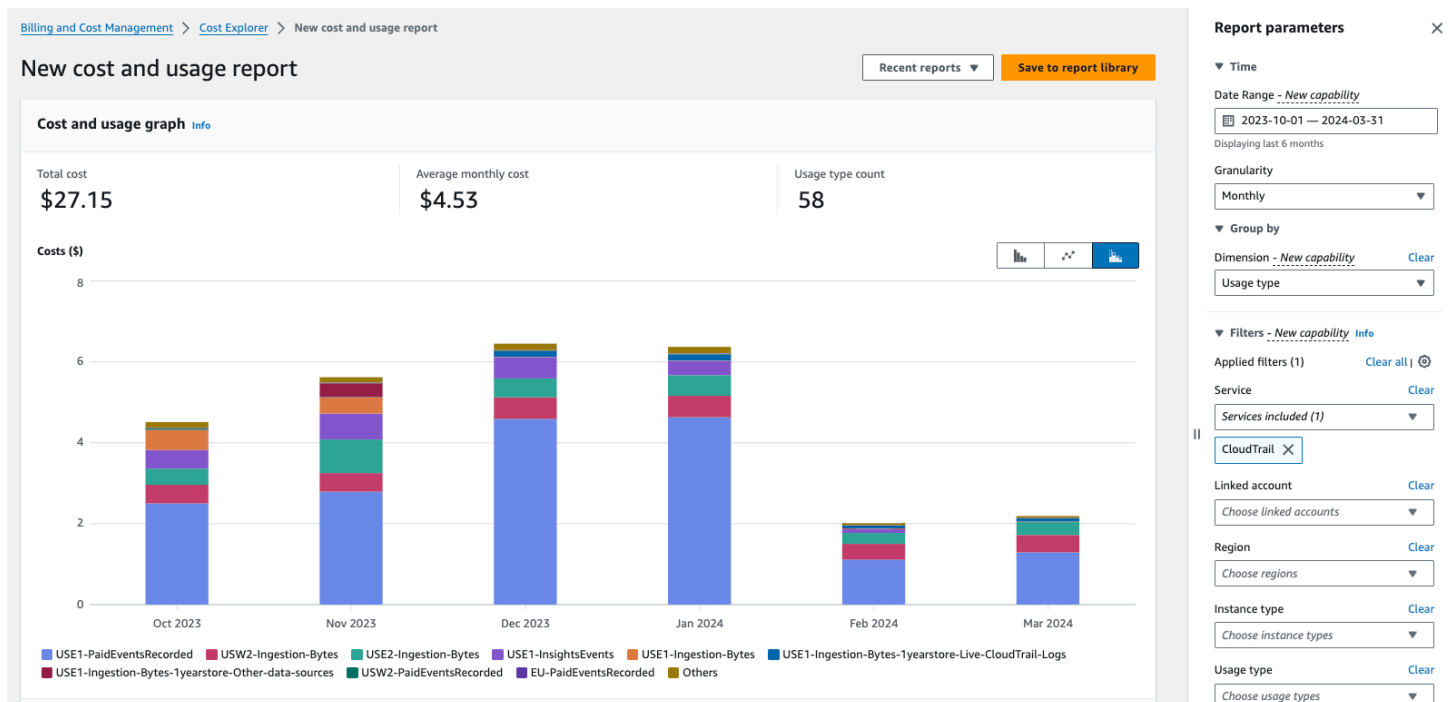 Billing and Cost Management > Cost Explorer > New cost and usage report
New cost and usage report
Recent reports
Save to report library
Cost and usage graph Info
Total cost
$27.15
Average monthly cost
$4.53
Usage type count
58
Costs ($)
8
6
4
2
0
Oct 2023
Nov 2023
Dec 2023
Jan 2024
Feb 2024
Mar 2024
USE1-PaidEventsRecorded
USW2-Ingestion-Bytes
USE2-Ingestion-Bytes
USE1-InsightsEvents
USE1-Ingestion-Bytes
USE1-Ingestion-Bytes-1yearstore-Live-CloudTrail-Logs
USE1-Ingestion-Bytes-1yearstore-Other-data-sources
USW2-PaidEventsRecorded
EU-PaidEventsRecorded
Others
Report parameters
Time
Date Range - New capability
2023-10-01 — 2024-03-31
Displaying last 6 months
Granularity
Monthly
Group by
Dimension - New capability Clear
Usage type
Filters - New capability Info
Applied filters (1) Clear all |
Service Clear
Services included (1)
CloudTrail
Linked account Clear
Choose linked accounts
Region Clear
Choose regions
Instance type Clear
Choose instance types
Usage type Clear
Choose usage types